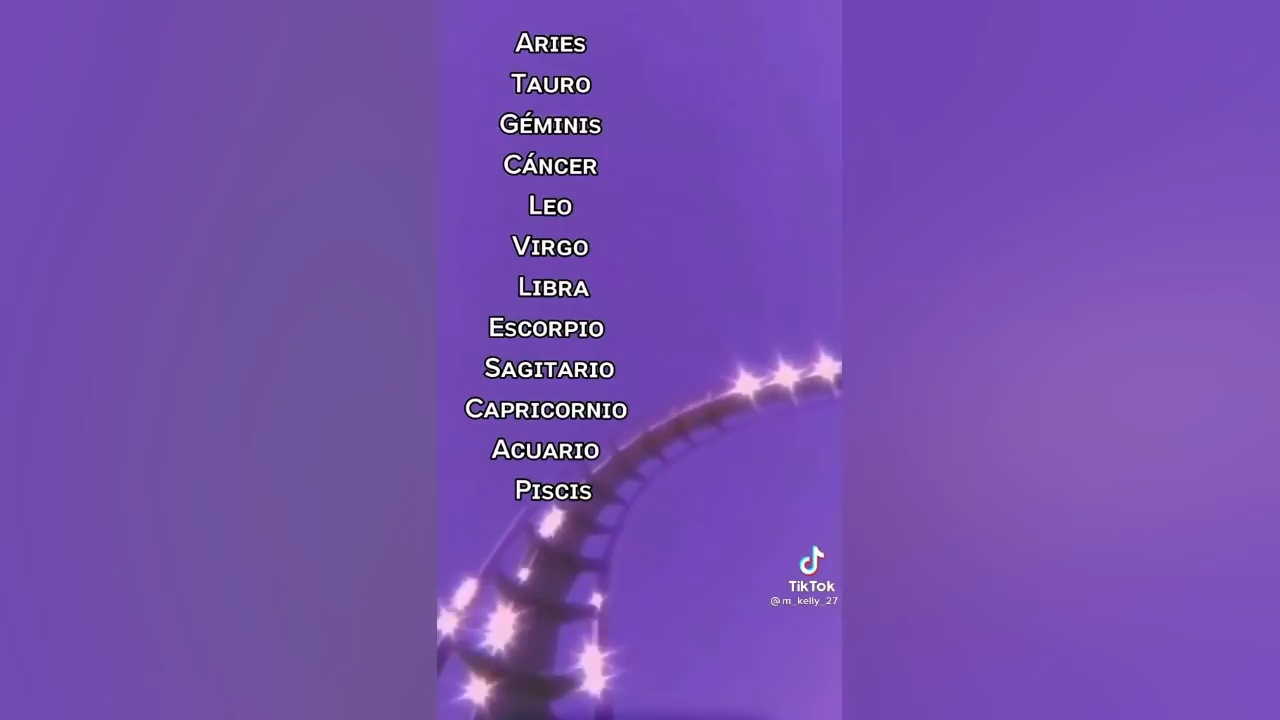 Aries
Tauro
Géminis
Cáncer
Leo
Virgo
Libra
Escorpio
Sagitario
Capricornio
Acuario
Piscis
TikTok
@m_kelly_27